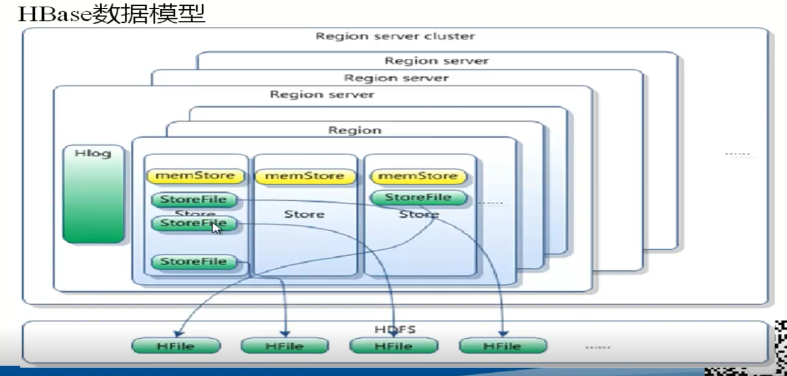 HBase数据模型
Region server cluster
Region server
Region server
Region server
Region
Hlog
memStore memStore memStore
StoreFile StoreFile
Store Store Store
StoreFile
StoreFile
......
......
HDFS
HFile HFile HFile HFile ......